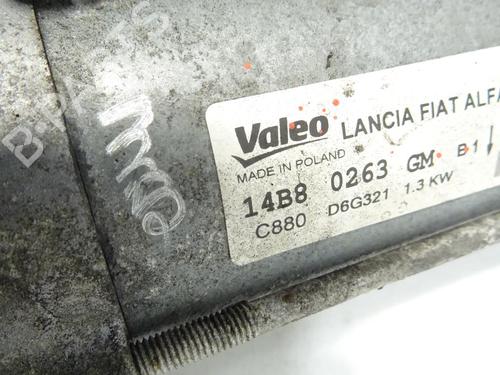 Valeo LANCIA FIAT ALFA
MADE IN POLAND
14B8 0263 GM B1
C880 D6G321 1.3 KW